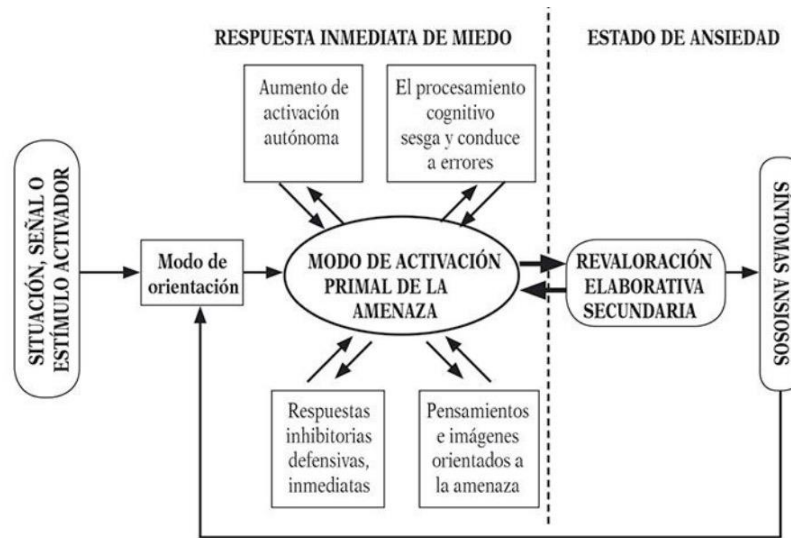 RESPUESTA INMEDIATA DE MIEDO
ESTADO DE ANSIEDAD
Aumento de
activación
autónoma
El procesamiento
cognitivo
sesga y conduce
a errores
SITUACIÓN, SEÑAL O
ESTÍMULO ACTIVADOR
Modo de
orientación
MODO DE ACTIVACIÓN
PRIMAL DE LA
AMENAZA
REVALORACIÓN
ELABORATIVA
SECUNDARIA
SÍNTOMAS ANSIOSOS
Respuestas
inhibitorias
defensivas,
inmediatas
Pensamientos
e imágenes
orientados a
la amenaza